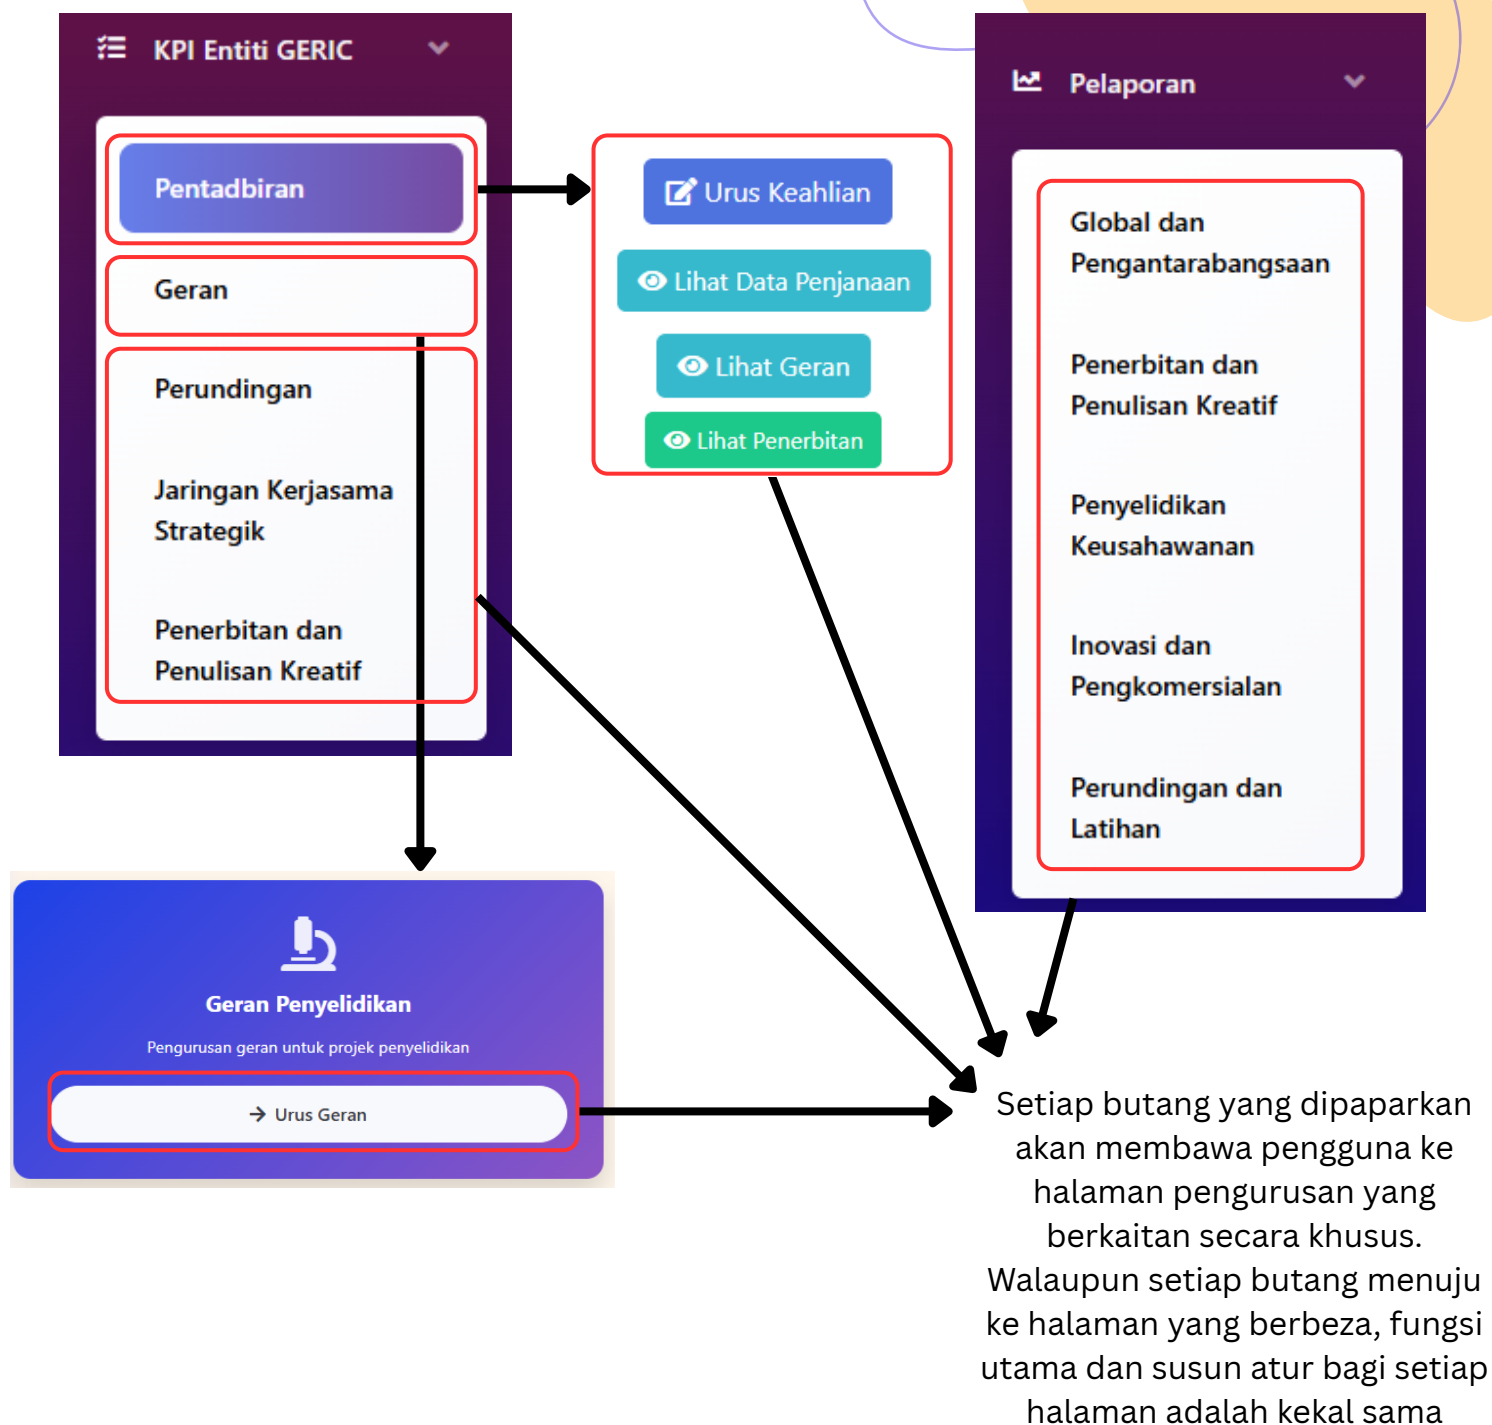 KPI Entiti GERIC
Pentadbiran
Geran
Perundingan
Jaringan Kerjasama
Strategik
Penerbitan dan
Penulisan Kreatif
Urus Keahlian
Lihat Data Penjanaan
Lihat Geran
Lihat Penerbitan
Pelaporan
Global dan
Pengantarabangsaan
Penerbitan dan
Penulisan Kreatif
Penyelidikan
Keusahawanan
Inovasi dan
Pengkomersialan
Perundingan dan
Latihan
Geran Penyelidikan
Pengurusan geran untuk projek penyelidikan
Urus Geran
Setiap butang yang dipaparkan
akan membawa pengguna ke
halaman pengurusan yang
berkaitan secara khusus.
Walaupun setiap butang menuju
ke halaman yang berbeza, fungsi
utama dan susun atur bagi setiap
halaman adalah kekal sama